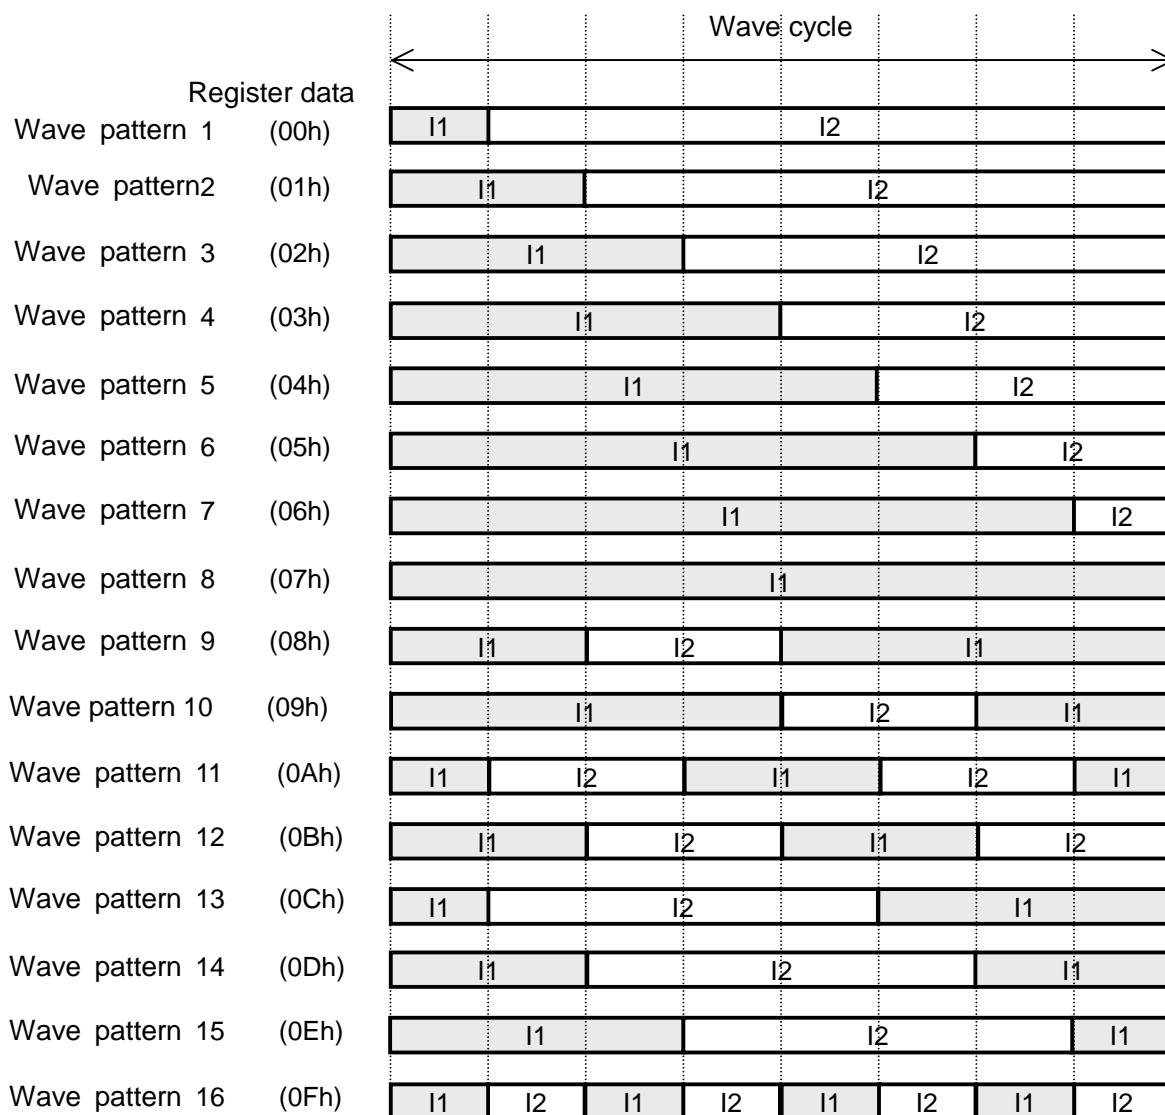 Wave cycle
Register data
Wave pattern 1 (00h) I1 I2
Wave pattern2 (01h) I1 I2
Wave pattern 3 (02h) I1 I2
Wave pattern 4 (03h) I1 I2
Wave pattern 5 (04h) I1 I2
Wave pattern 6 (05h) I1 I2
Wave pattern 7 (06h) I1 I2
Wave pattern 8 (07h) I1
Wave pattern 9 (08h) I1 I2 I1
Wave pattern 10 (09h) I1 I2 I1
Wave pattern 11 (0Ah) I1 I2 I1 I2 I1
Wave pattern 12 (0Bh) I1 I2 I1 I2
Wave pattern 13 (0Ch) I1 I2 I1
Wave pattern 14 (0Dh) I1 I2 I1
Wave pattern 15 (0Eh) I1 I2 I1
Wave pattern 16 (0Fh) I1 I2 I1 I2 I1 I2 I1 I2